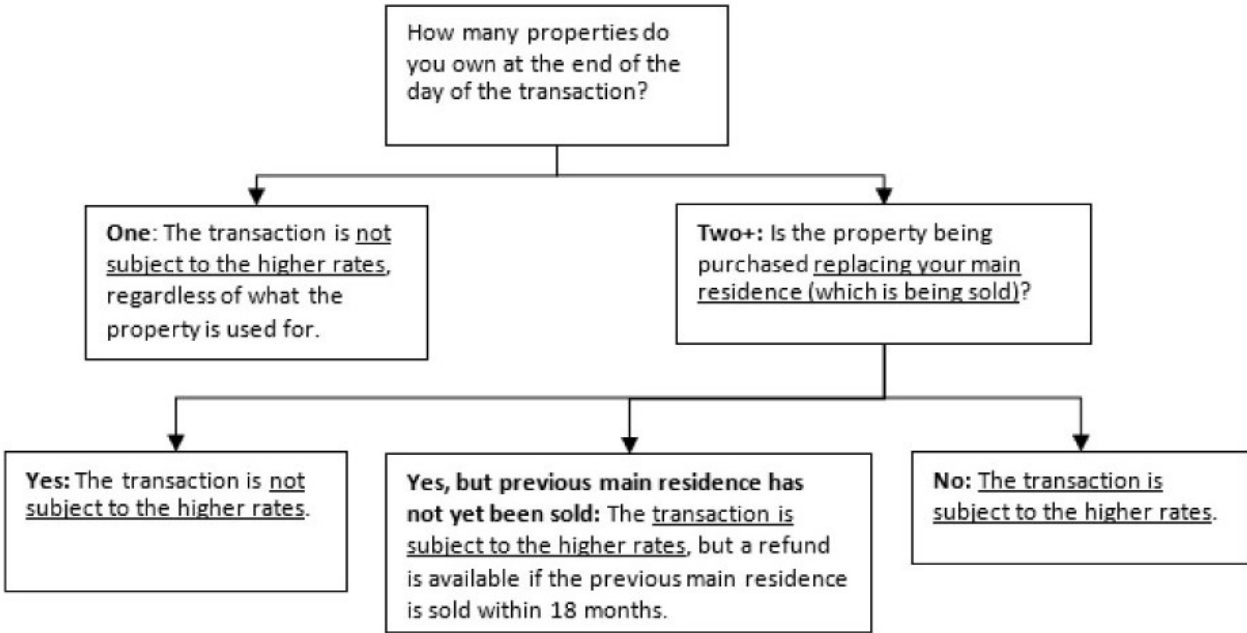 How many properties do
you own at the end of the
day of the transaction?
One: The transaction is not
subject to the higher rates,
regardless of what the
property is used for.
Two+: Is the property being
purchased replacing your main
residence (which is being sold)?
Yes: The transaction is not
subject to the higher rates.
Yes, but previous main residence has
not yet been sold: The transaction is
subject to the higher rates, but a refund
is available if the previous main residence
is sold within 18 months.
No: The transaction is
subject to the higher rates.